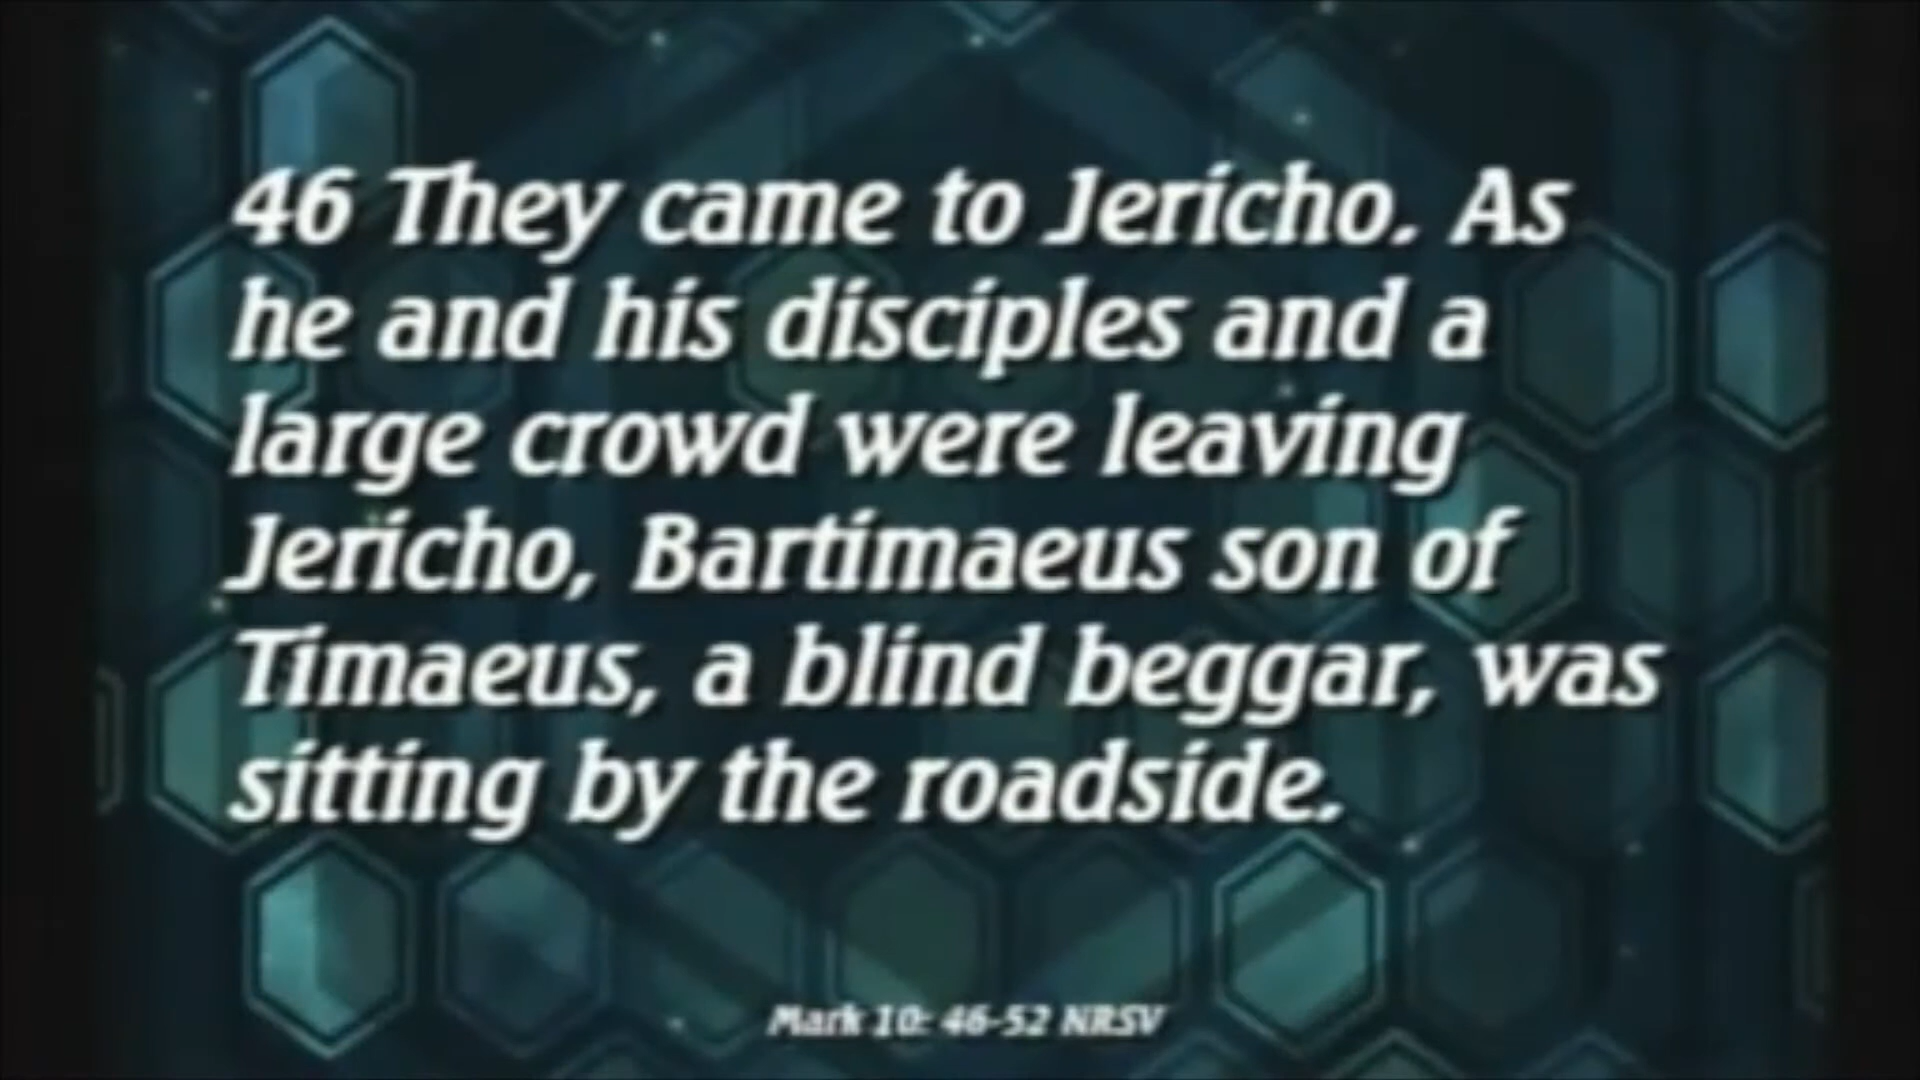 46 They came to Jericho. As
he and his disciples and a
large crowd were leaving
Jericho, Bartimaeus son of
Timaeus, a blind beggar, was
sitting by the roadside.
Mark 10: 46-52 NRSV